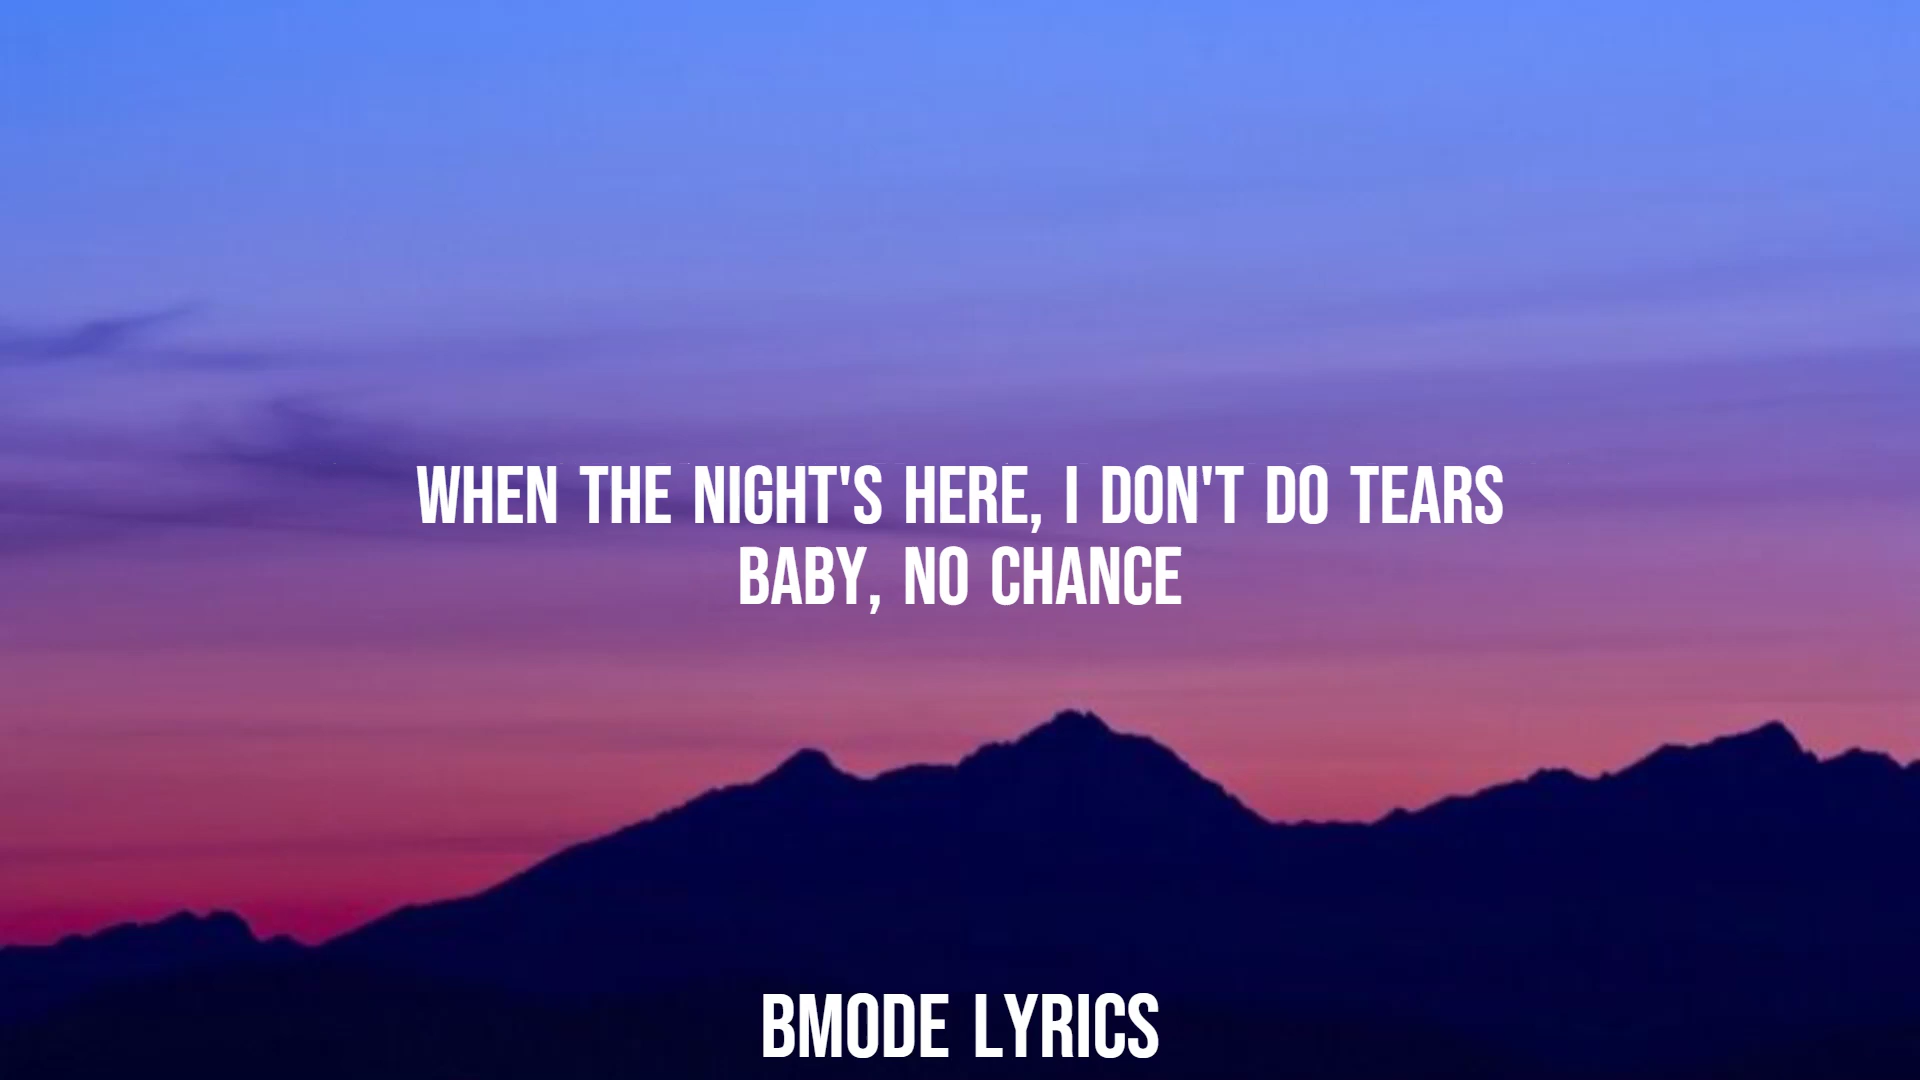 WHEN THE NIGHT'S HERE, I DON'T DO TEARS
BABY, NO CHANCE
BMODE LYRICS